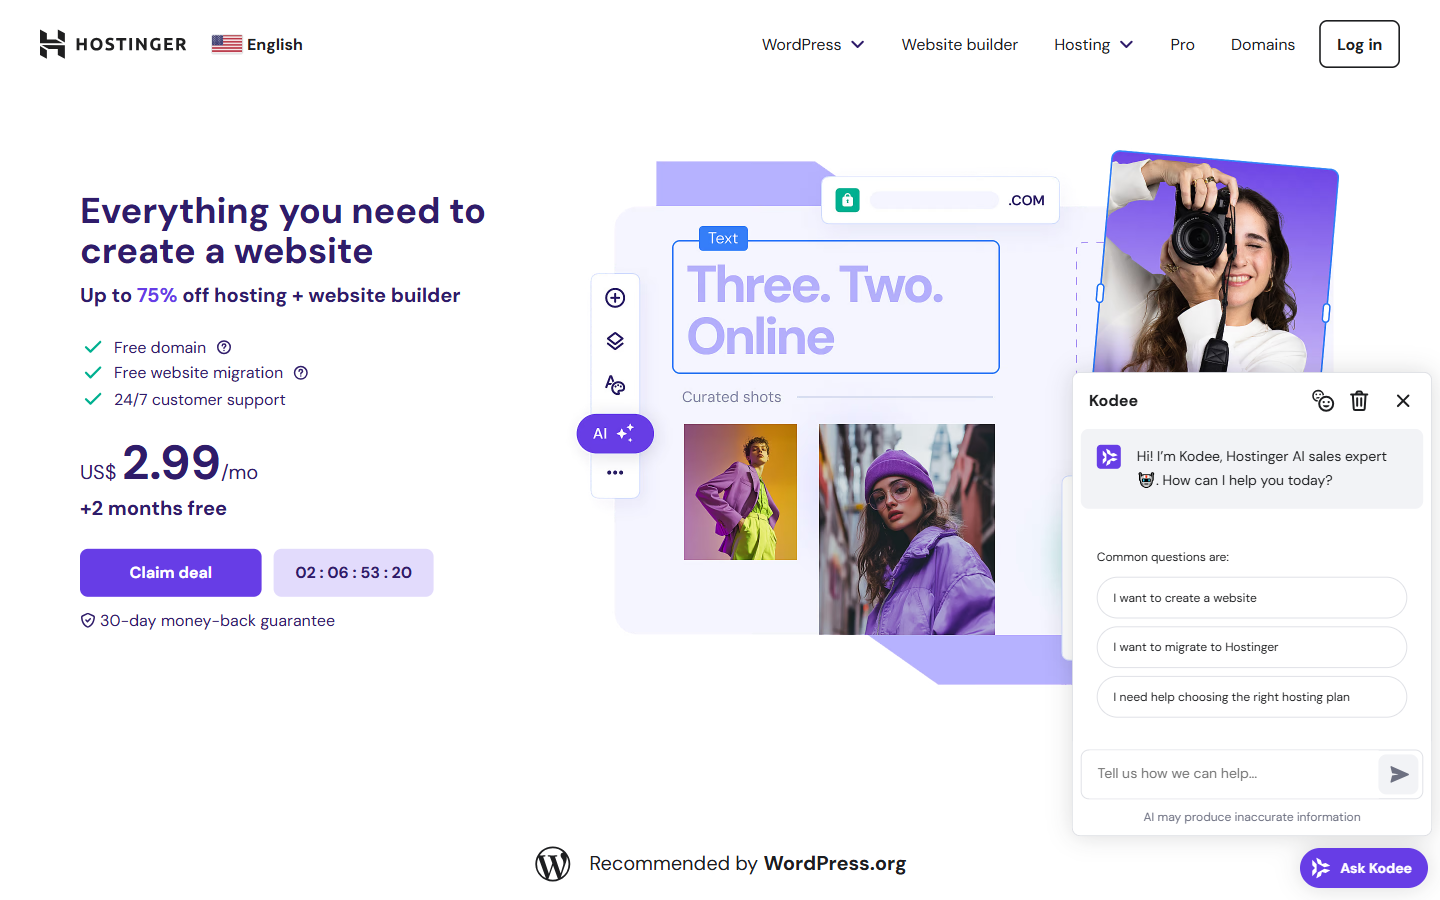 HOSTINGER
English
WordPress
Website builder
Hosting
Pro
Domains
Log in
Everything you need to
create a website
Up to 75% off hosting + website builder
Free domain
Free website migration
24/7 customer support
US$ 2.99/mo
+2 months free
Claim deal
02 : 06 : 53 : 20
30-day money-back guarantee
.COM
Text
Three. Two.
Online
Curated shots
AI
Kodee
Hi! I'm Kodee, Hostinger AI sales expert
. How can I help you today?
Common questions are:
I want to create a website
I want to migrate to Hostinger
I need help choosing the right hosting plan
Tell us how we can help...
AI may produce inaccurate information
Ask Kodee
Recommended by WordPress.org